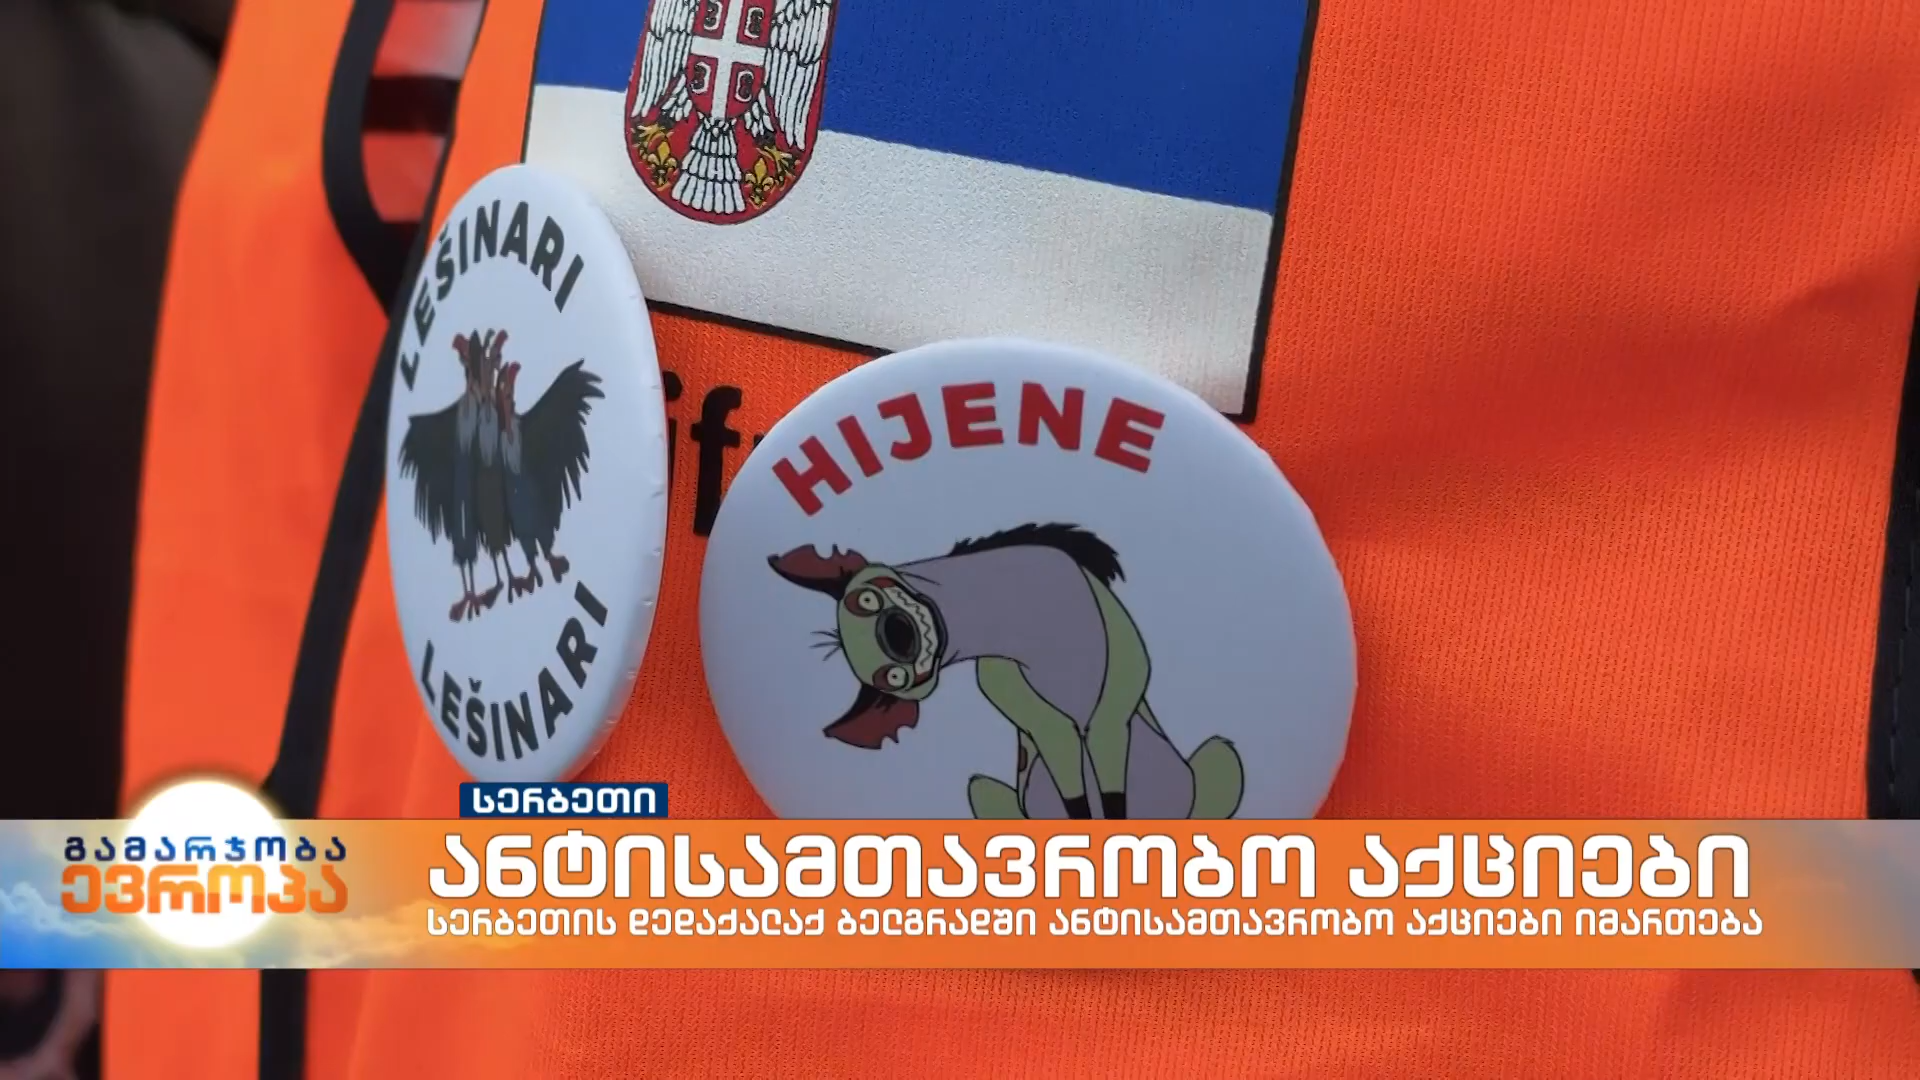 LEŠINARI
LEŠINARI
HIJENE
სერბეთი
გამარჯობა
ევროპა
ანტისამთავრობო აქციები
სერბეთის დედაქალაქ ბელგრადში ანტისამთავრობო აქციები იმართება